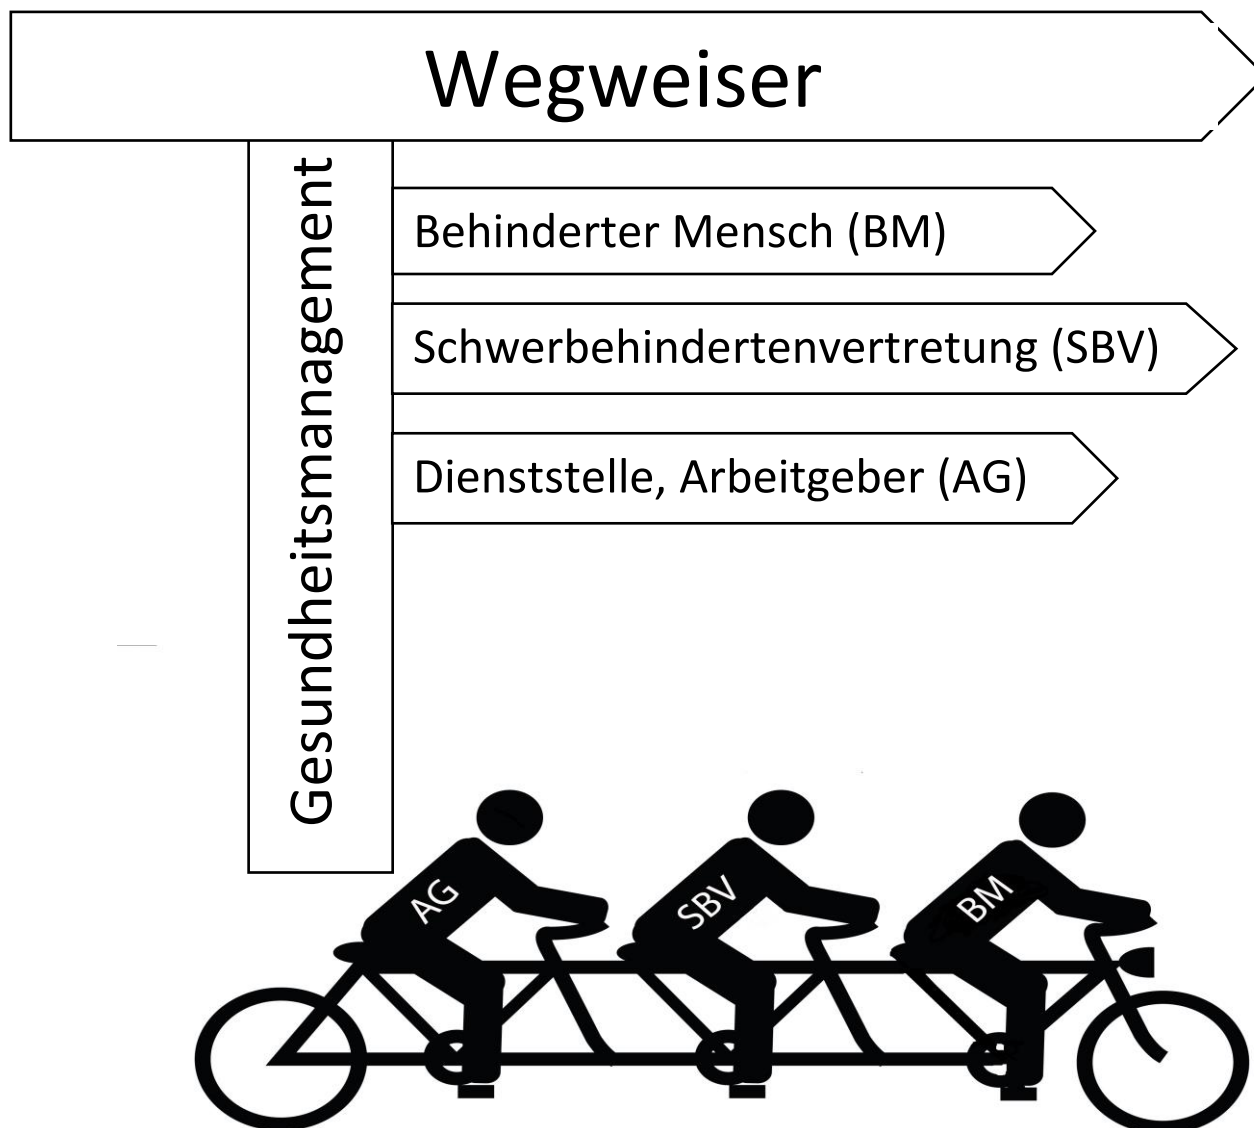 Wegweiser
Gesundheitsmanagement
Behinderter Mensch (BM)
Schwerbehindertenvertretung (SBV)
Dienststelle, Arbeitgeber (AG)
AG
SBV
BM